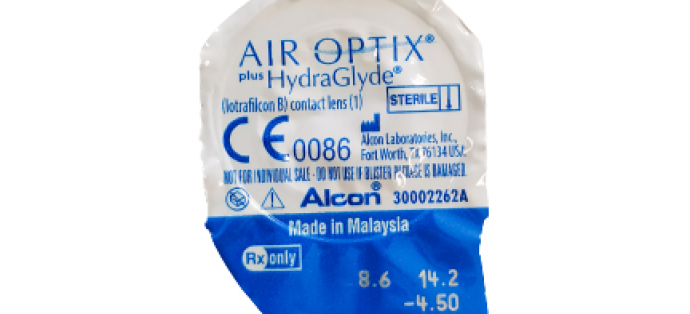 AIR OPTIX®
plus HydraGlyde®
(lotrafilcon B) contact lens (1)
STERILE
CE 0086
Alcon Laboratories, Inc.,
Fort Worth, TX 76134 USA
NOT FOR INDIVIDUAL SALE - DO NOT USE IF BLISTER PACKAGE IS DAMAGED.
Alcon® 30002262A
Made in Malaysia
Rx only
8.6 14.2
-4.50